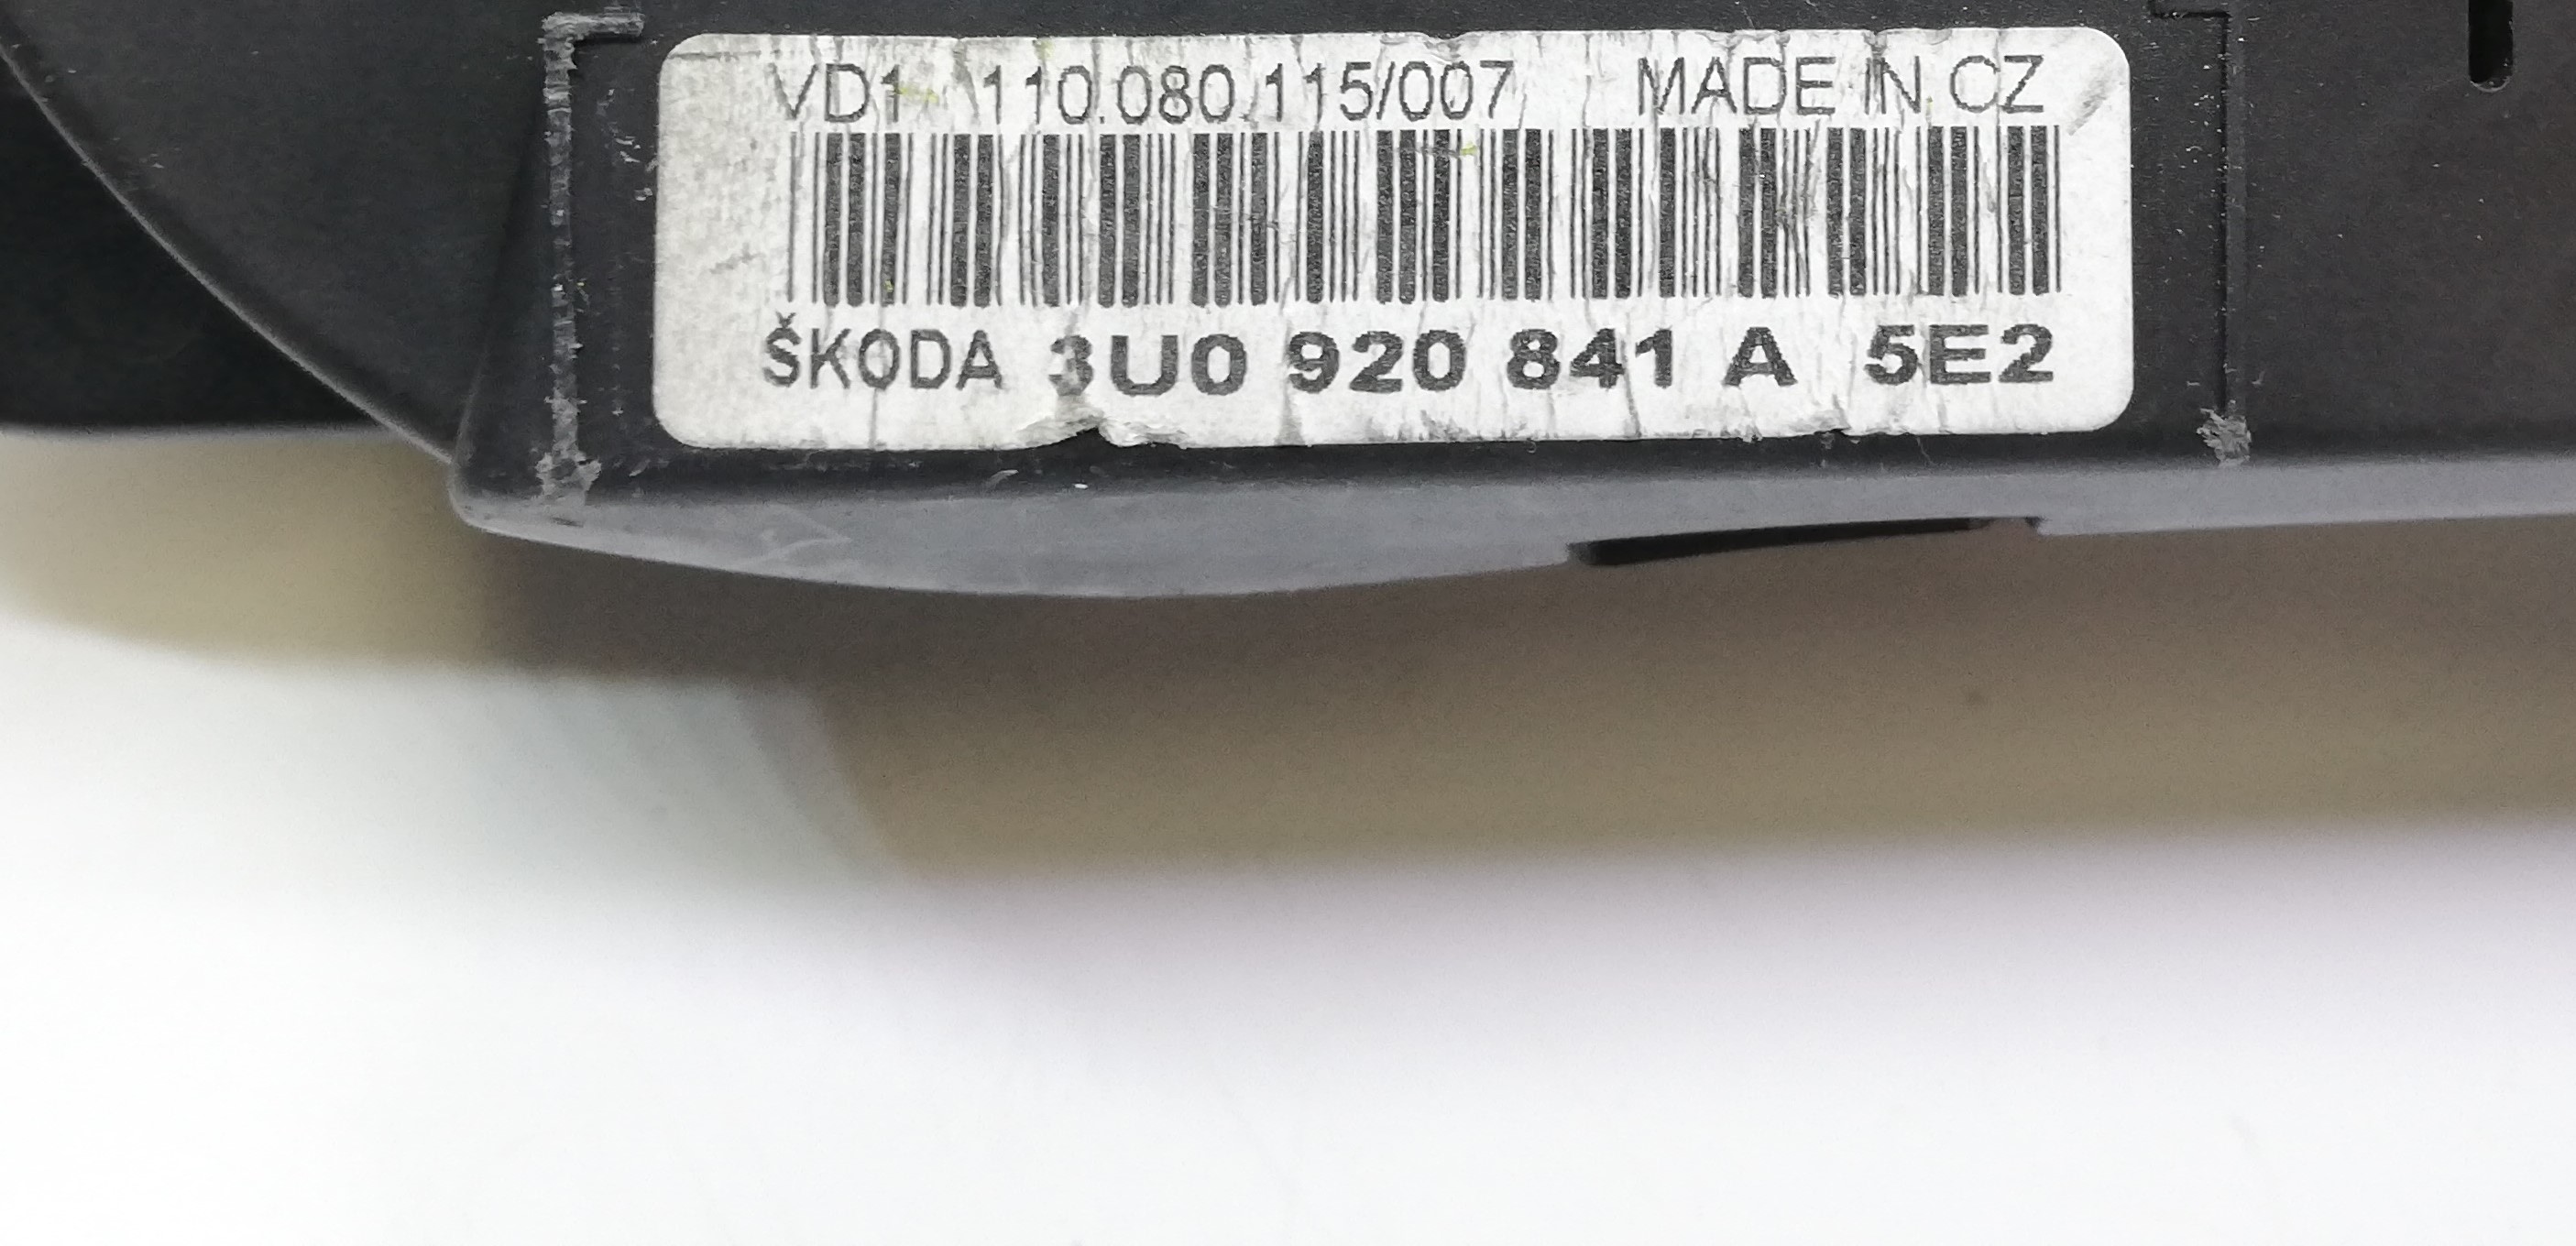 VD1 110.080.115/007 MADE IN CZ
ŠKODA 3U0 920 841 A 5E2